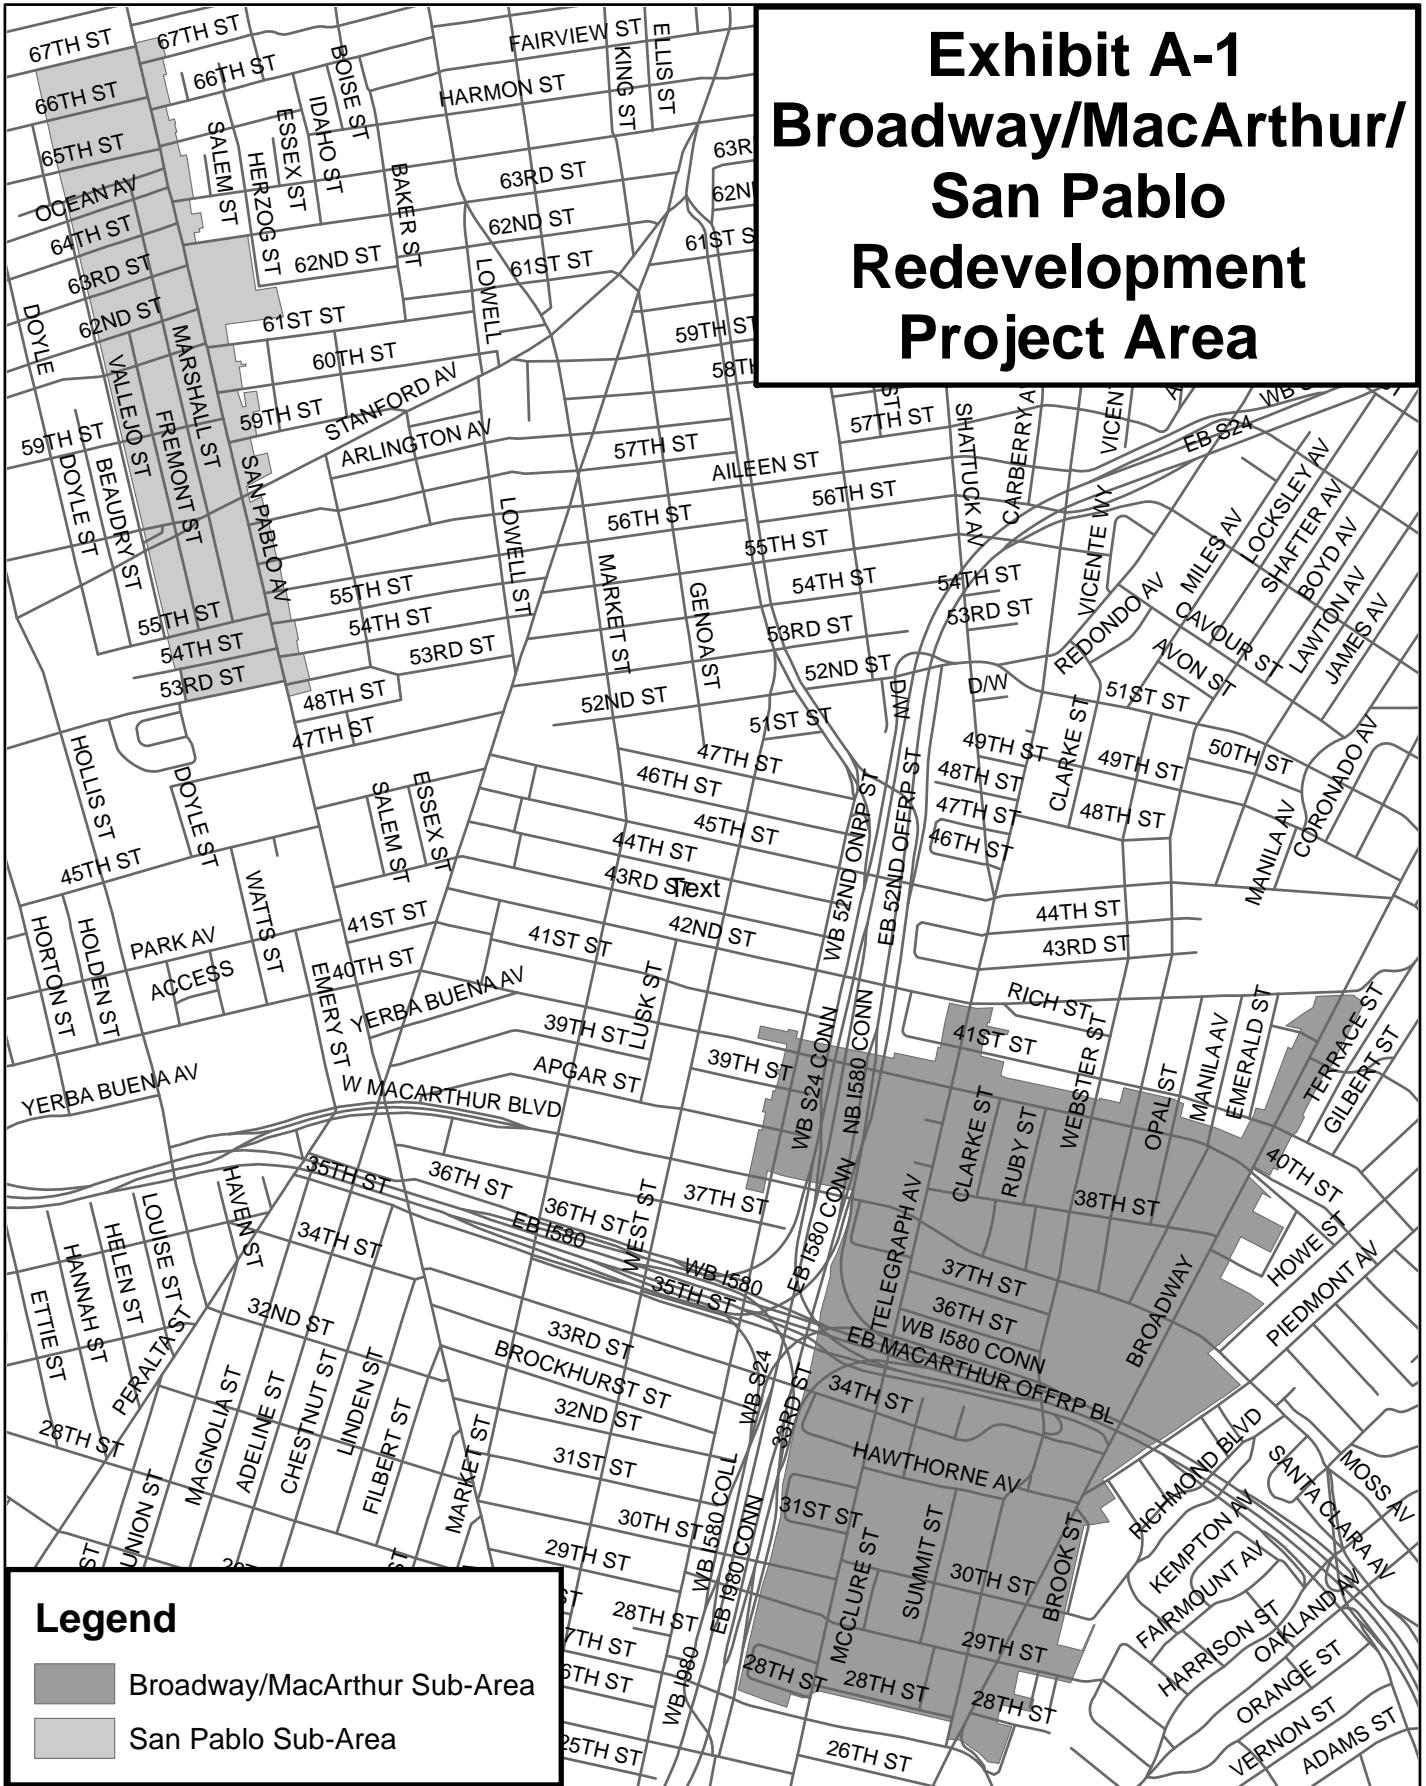 Exhibit A-1
Broadway/MacArthur/
San Pablo
Redevelopment
Project Area
67TH ST
67TH ST
FAIRVIEW ST
ELLIS ST
KING ST
BOISE ST
66TH ST
66TH ST
HARMON ST
IDAHO ST
ESSEX ST
SALEM ST
HERZOG ST
65TH ST
OCEAN AV
BAKER ST
63RD ST
62ND ST
61ST ST
64TH ST
63RD ST
62ND ST
62ND ST
61ST ST
60TH ST
59TH ST
DOYLE
LOWELL
59TH ST
MARSHALL ST
VALLEJO ST
FREMONT ST
STANFORD AV
ARLINGTON AV
57TH ST
57TH ST
AILEEN ST
56TH ST
56TH ST
SHATTUCK AV
EB S24
59TH ST
DOYLE ST
BEAUDRY ST
SAN PABLO AV
LOWELL ST
MARKET ST
GENOA ST
VICENTE WY
MILES AV
LOCKSLEY AV
SHAFTER AV
BOYD AV
LAWTON AV
JAMES AV
REDONDO AV
CAVOUR ST
AVON ST
55TH ST
54TH ST
53RD ST
55TH ST
54TH ST
53RD ST
55TH ST
54TH ST
54TH ST
53RD ST
53RD ST
52ND ST
52ND ST
51ST ST
D/W
D/W
51ST ST
50TH ST
48TH ST
47TH ST
47TH ST
46TH ST
45TH ST
44TH ST
43RD ST
Text
42ND ST
49TH ST
48TH ST
47TH ST
46TH ST
CLARKE ST
49TH ST
48TH ST
CORONADO AV
MANILA AV
HOLLIS ST
DOYLE ST
SALEM ST
ESSEX ST
WB 52ND ONRP ST
EB 52ND OFFRP ST
45TH ST
WATTS ST
41ST ST
41ST ST
44TH ST
43RD ST
HORTON ST
HOLDEN ST
PARK AV
ACCESS
40TH ST
EMERY ST
YERBA BUENA AV
LUSK ST
RICH ST
41ST ST
39TH ST
39TH ST
APGAR ST
WB S24 CONN
NB I580 CONN
WEBSTER ST
OPAL ST
MANILA AV
EMERALD ST
TERRACE ST
GILBERT ST
YERBA BUENA AV
W MACARTHUR BLVD
CLARKE ST
RUBY ST
38TH ST
40TH ST
35TH ST
36TH ST
36TH ST
37TH ST
WEST ST
EB I580
WB I580
35TH ST
EB I580 CONN
TELEGRAPH AV
37TH ST
36TH ST
WB I580 CONN
EB MACARTHUR OFFRP BL
BROADWAY
HOWE ST
PIEDMONT AV
HAVEN ST
LOUISE ST
HELEN ST
HANNAH ST
ETTIE ST
PERALTA ST
34TH ST
32ND ST
33RD ST
BROCKHURST ST
32ND ST
31ST ST
34TH ST
HAWTHORNE AV
WB S24
33RD ST
28TH ST
UNION ST
MAGNOLIA ST
ADELINE ST
CHESTNUT ST
LINDEN ST
FILBERT ST
MARKET ST
30TH ST
29TH ST
28TH ST
WB I580 COLL
EB I980 CONN
WB I980
31ST ST
MCCLURE ST
SUMMIT ST
30TH ST
29TH ST
BROOK ST
28TH ST
28TH ST
28TH ST
26TH ST
25TH ST
RICHMOND BLVD
KEMPTON AV
FAIRMOUNT AV
HARRISON ST
OAKLAND AV
SANTA CLARA AV
MOSS AV
ORANGE ST
VERNON ST
ADAMS ST
Legend
Broadway/MacArthur Sub-Area
San Pablo Sub-Area